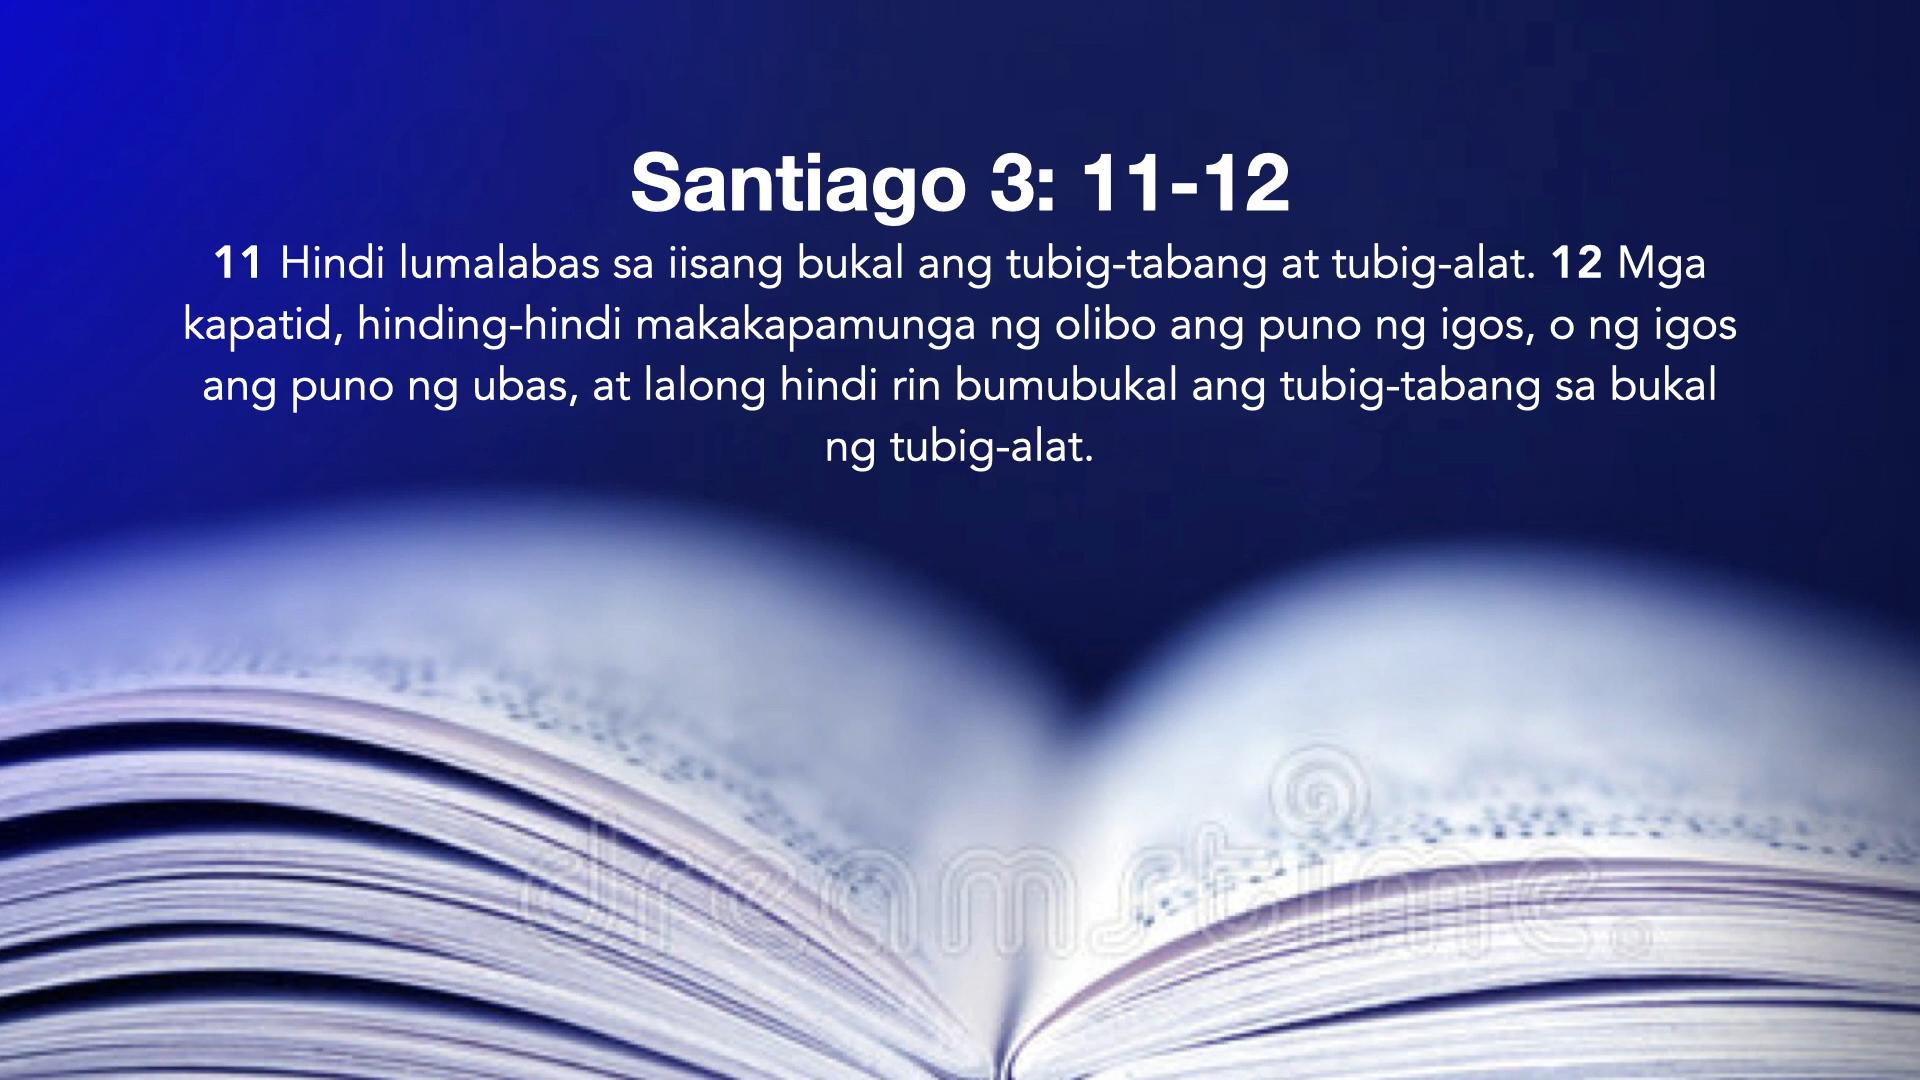 Santiago 3: 11-12
11 Hindi lumalabas sa iisang bukal ang tubig-tabang at tubig-alat. 12 Mga
kapatid, hinding-hindi makakapamunga ng olibo ang puno ng igos, o ng igos
ang puno ng ubas, at lalong hindi rin bumubukal ang tubig-tabang sa bukal
ng tubig-alat.
dreamstime